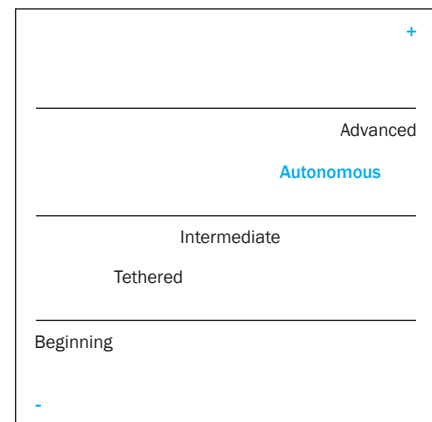 +
Advanced
Autonomous
Intermediate
Tethered
Beginning
-